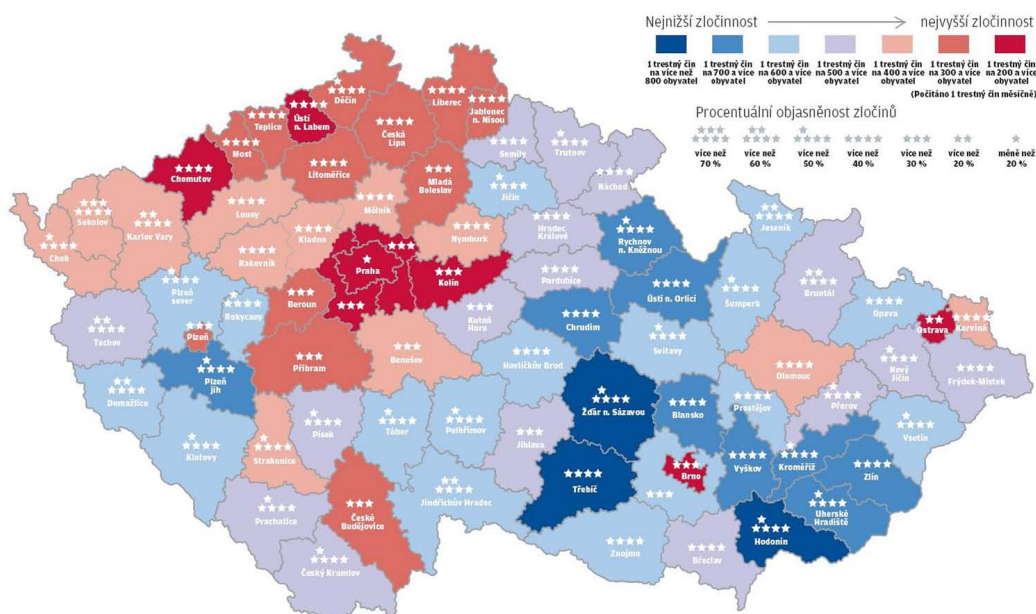 Nejnižší zločinnost
nejvyšší zločinnost
1 trestný čin
na více než
800 obyvatel
1 trestný čin
na 700 a více
obyvatel
1 trestný čin
na 600 a více
obyvatel
1 trestný čin
na 500 a více
obyvatel
1 trestný čin
na 400 a více
obyvatel
1 trestný čin
na 300 a více
obyvatel
1 trestný čin
na 200 a více
obyvatel
(Počítáno 1 trestný čin měsíčně)
Procentuální objasněnost zločinů
více než
70 %
více než
60 %
více než
50 %
více než
40 %
více než
30 %
více než
20 %
méně než
20 %
Děčín
Liberec
Jablonec
n. Nisou
Ústí
n. Labem
Teplice
Česká
Lípa
Most
Litoměřice
Chomutov
Mladá
Boleslav
Semily
Trutnov
Náchod
Jičín
Sokolov
Karlovy Vary
Cheb
Louny
Mělník
Kladno
Nymburk
Hradec
Králové
Rychnov
n. Kněžnou
Jeseník
Rakovník
Praha
Kolín
Pardubice
Ústí n. Orlicí
Šumperk
Bruntál
Opava
Ostrava
Karviná
Plzeň
sever
Rokycany
Beroun
Kutná
Hora
Chrudim
Tachov
Plzeň
Příbram
Benešov
Havlíčkův Brod
Svitavy
Olomouc
Nový
Jičín
Frýdek-Místek
Plzeň
jih
Domažlice
Žďár n. Sázavou
Blansko
Prostějov
Přerov
Vsetín
Klatovy
Strakonice
Písek
Tábor
Pelhřimov
Jihlava
Třebíč
Brno
Vyškov
Kroměříž
Zlín
Prachatice
České
Budějovice
Jindřichův Hradec
Uherské
Hradiště
Hodonín
Český Krumlov
Znojmo
Břeclav